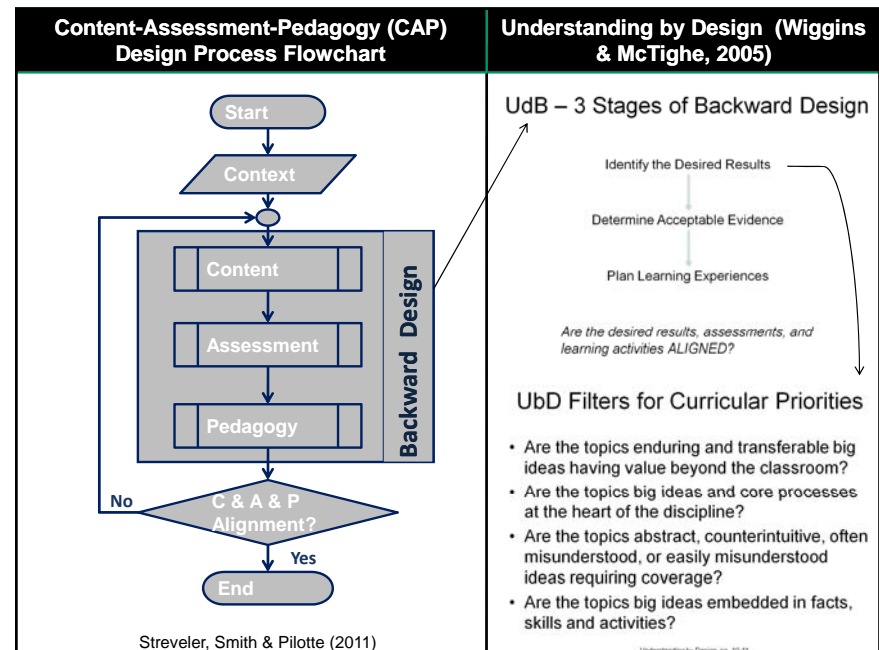 Content-Assessment-Pedagogy (CAP)
Design Process Flowchart
Start
Context
Content
Assessment
Pedagogy
Backward Design
No
C & A & P
Alignment?
Yes
End
Streveler, Smith & Pilotte (2011)
Understanding by Design (Wiggins
& McTighe, 2005)
UdB – 3 Stages of Backward Design
Identify the Desired Results
Determine Acceptable Evidence
Plan Learning Experiences
Are the desired results, assessments, and
learning activities ALIGNED?
UbD Filters for Curricular Priorities
• Are the topics enduring and transferable big
ideas having value beyond the classroom?
• Are the topics big ideas and core processes
at the heart of the discipline?
• Are the topics abstract, counterintuitive, often
misunderstood, or easily misunderstood
ideas requiring coverage?
• Are the topics big ideas embedded in facts,
skills and activities?